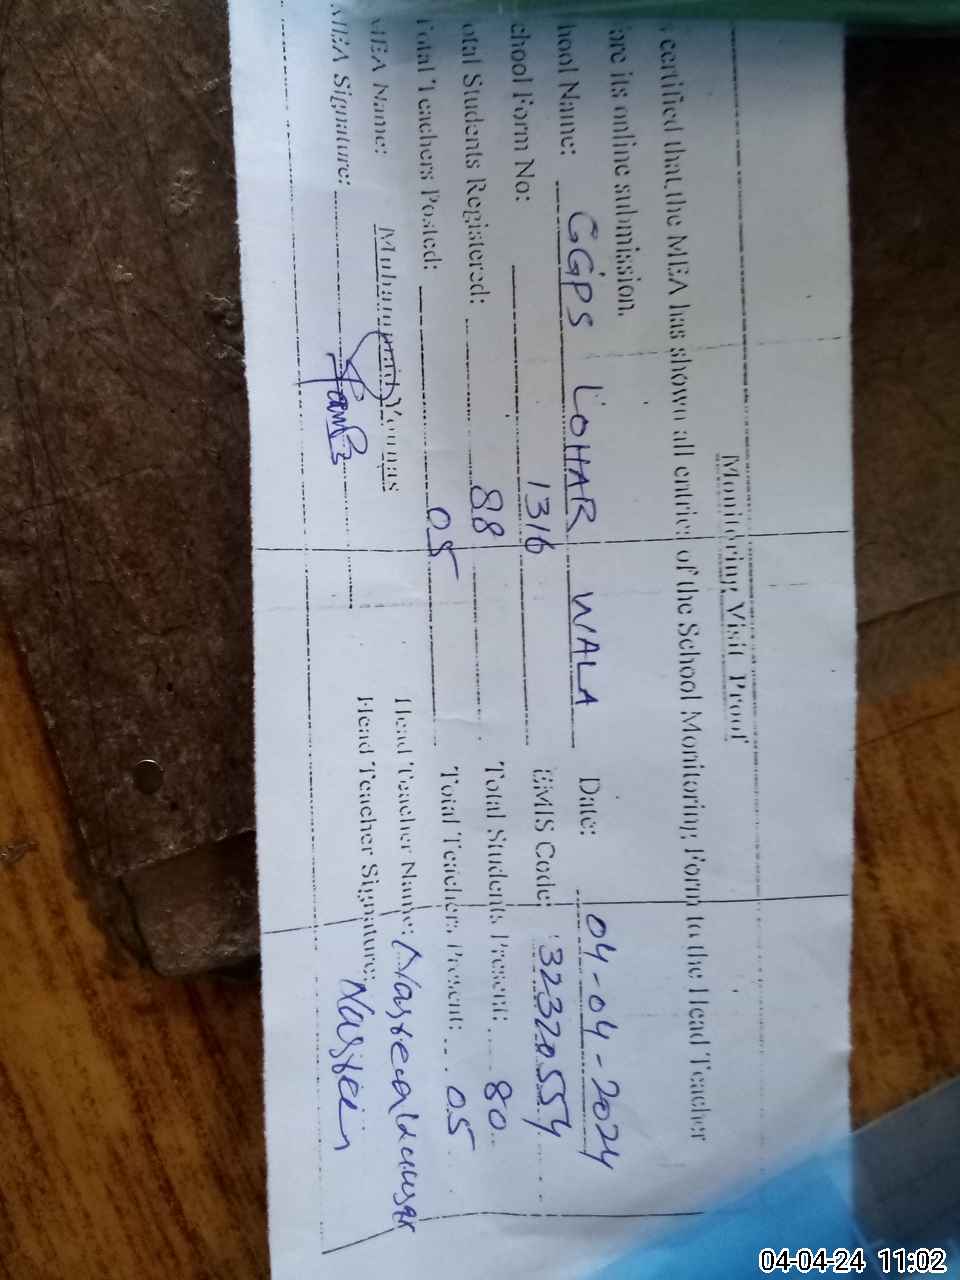 Monitoring Visit Proof
certified that the MEA has shown all entries of the School Monitoring Form to the Head Teacher
are its online submission.
hool Name: GGPS LOHAR WALA Date: 04-04-2024
chool Form No: 1316 EMIS Code: 32320554
otal Students Registered: 88 Total Students Present: 80
Total Teachers Posted: 05 Total Teachers Present: 05
MEA Name: Muhammad Younas Head Teacher Name:
MEA Signature: Head Teacher Signature:
04-04-24 11:02